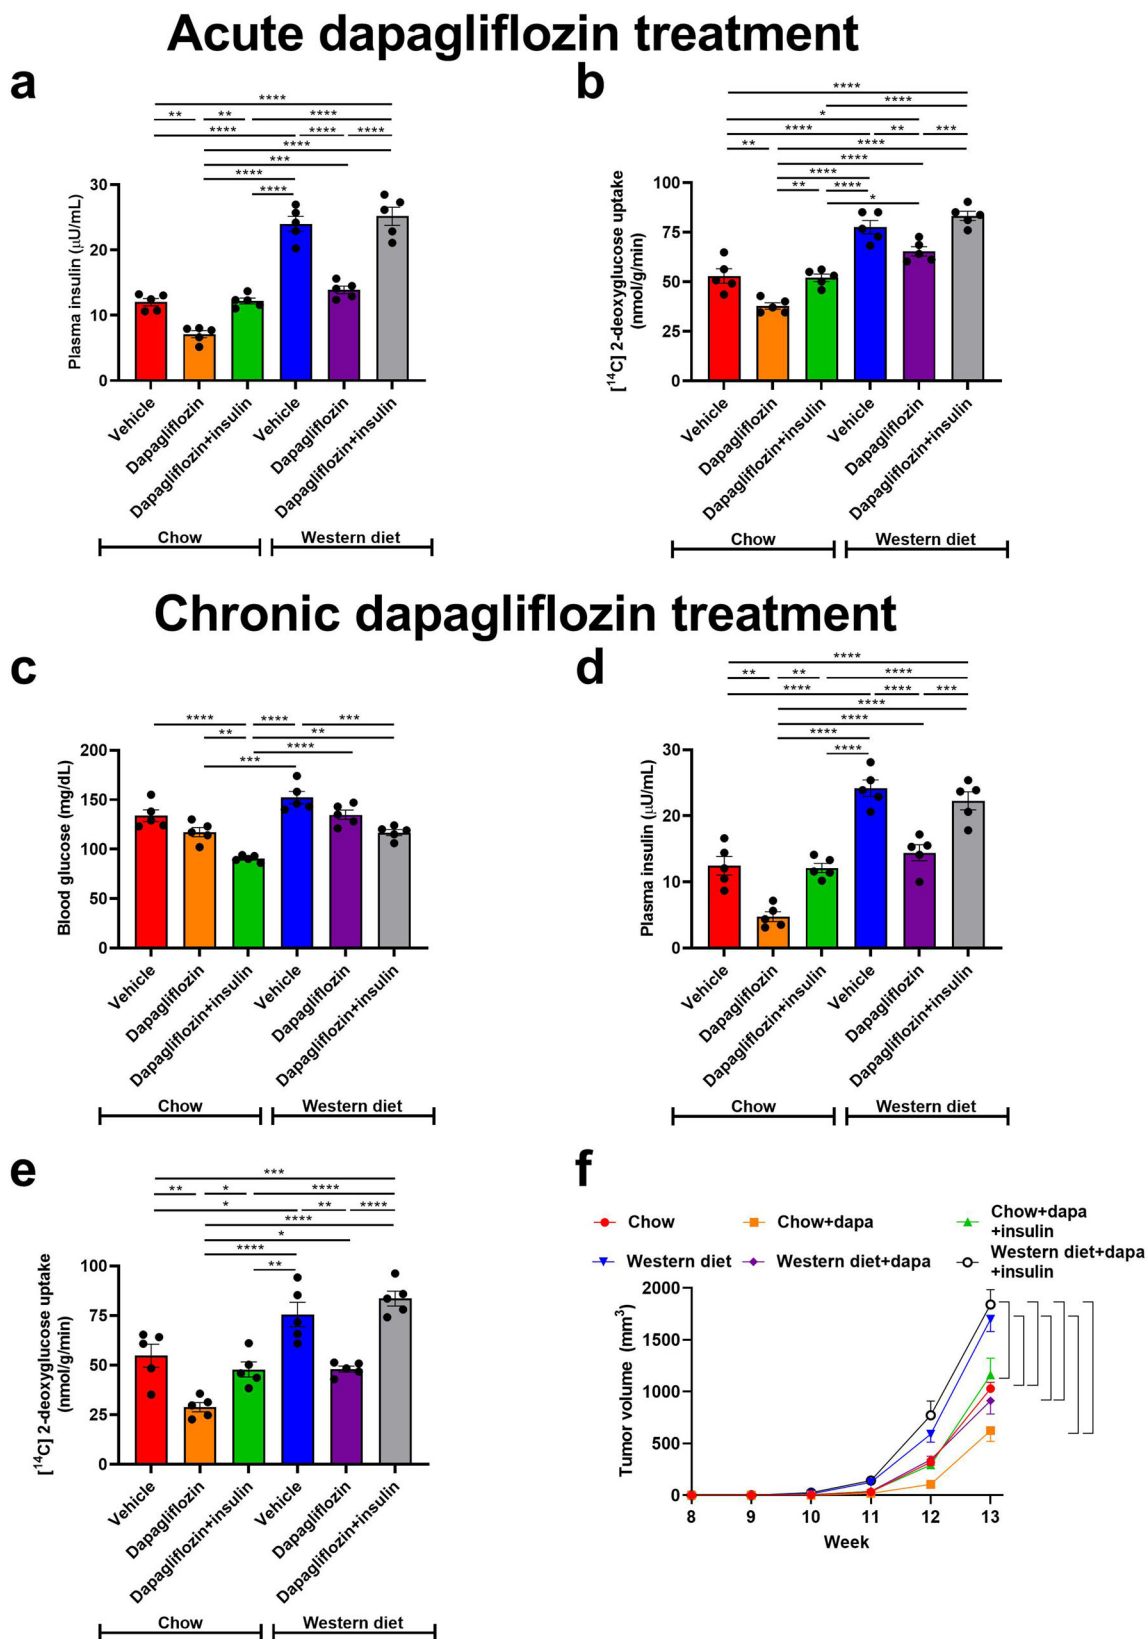 Acute dapagliflozin treatment
a
****
** ** ****
**** **** ****
****
***
****
****
Plasma insulin (µU/mL)
30
20
10
0
Vehicle
Dapagliflozin
Dapagliflozin+insulin
Vehicle
Dapagliflozin
Dapagliflozin+insulin
Chow
Western diet
b
****
****
*
**** ** ***
** ****
****
****
** ****
*
[14C] 2-deoxyglucose uptake
(nmol/g/min)
100
75
50
25
0
Vehicle
Dapagliflozin
Dapagliflozin+insulin
Vehicle
Dapagliflozin
Dapagliflozin+insulin
Chow
Western diet
Chronic dapagliflozin treatment
c
**** **** ***
** **
****
***
Blood glucose (mg/dL)
200
150
100
50
0
Vehicle
Dapagliflozin
Dapagliflozin+insulin
Vehicle
Dapagliflozin
Dapagliflozin+insulin
Chow
Western diet
d
****
** ** ****
**** **** ***
****
****
****
****
Plasma insulin (µU/mL)
30
20
10
0
Vehicle
Dapagliflozin
Dapagliflozin+insulin
Vehicle
Dapagliflozin
Dapagliflozin+insulin
Chow
Western diet
e
***
** * ****
* ** ****
****
*
****
**
[14C] 2-deoxyglucose uptake
(nmol/g/min)
100
75
50
25
0
Vehicle
Dapagliflozin
Dapagliflozin+insulin
Vehicle
Dapagliflozin
Dapagliflozin+insulin
Chow
Western diet
f
Chow
Chow+dapa
Chow+dapa
+insulin
Western diet
Western diet+dapa
Western diet+dapa
+insulin
Tumor volume (mm3)
2000
1500
1000
500
0
8 9 10 11 12 13
Week